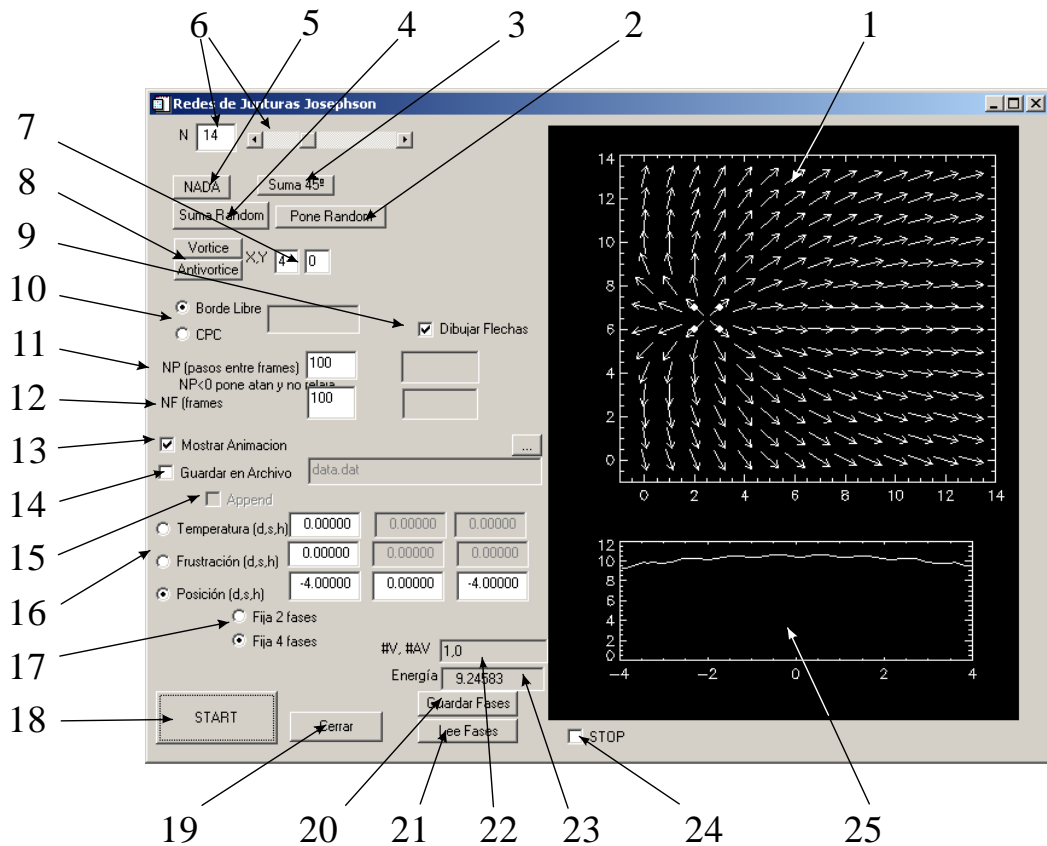 6 5 4 3 2 1
Redes de Junturas Josephson
7
N 14
8
NADA Suma 45º
Suma Random Pone Random
9
Vortice
X,Y 4 0
Antivortice
10
Borde Libre
CPC
Dibujar Flechas
11
NP (pasos entre frames) 100
NP<0 pone atan y no relaja
12
NF (frames 100
13
Mostrar Animacion ...
14
Guardar en Archivo data.dat
Append
15
Temperatura (d,s,h) 0.00000 0.00000 0.00000
Frustración (d,s,h) 0.00000 0.00000 0.00000
16
Posición (d,s,h) -4.00000 0.00000 -4.00000
Fija 2 fases
17
Fija 4 fases
#V, #AV 1,0
Energía 9.24583
18
START
Cerrar
Guardar Fases
Lee Fases
14
12
10
8
6
4
2
0
0 2 4 6 8 10 12 14
12
10
8
6
4
2
0
-4 -2 0 2 4
STOP
19 20 21 22 23 24 25